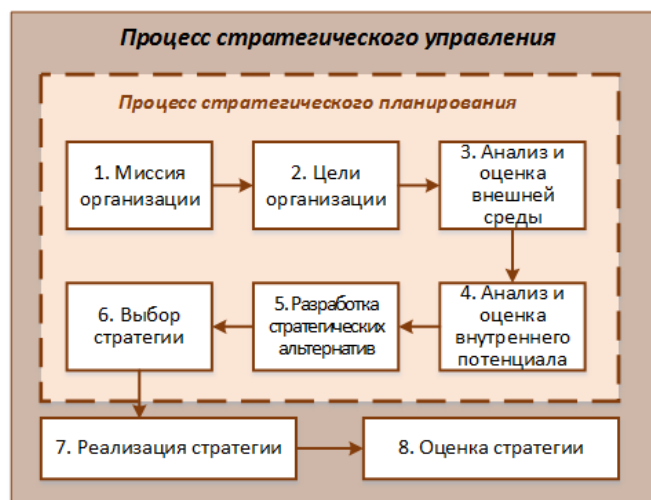 Процесс стратегического управления
Процесс стратегического планирования
1. Миссия
организации
2. Цели
организации
3. Анализ и
оценка
внешней
среды
4. Анализ и
оценка
внутреннего
потенциала
5. Разработка
стратегических
альтернатив
6. Выбор
стратегии
7. Реализация стратегии
8. Оценка стратегии